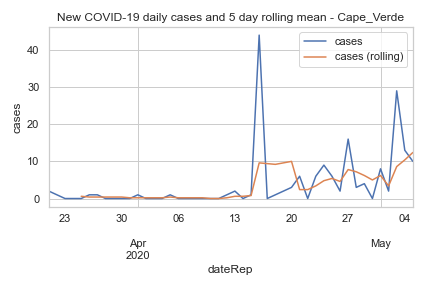 New COVID-19 daily cases and 5 day rolling mean - Cape_Verde
cases
cases (rolling)
cases
40
30
20
10
0
23
30
06
13
20
27
04
Apr
2020
May
dateRep